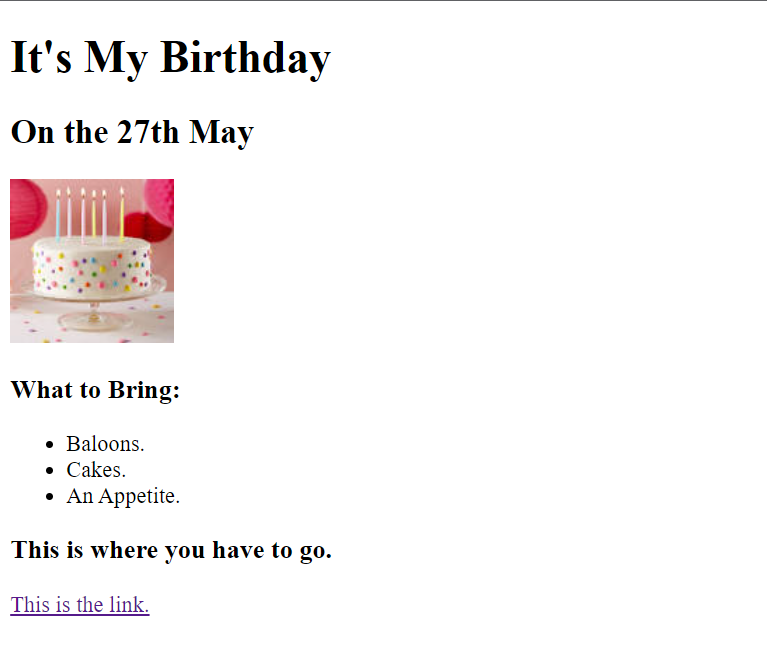 It's My Birthday
On the 27th May
What to Bring:
Baloons.
Cakes.
An Appetite.
This is where you have to go.
This is the link.